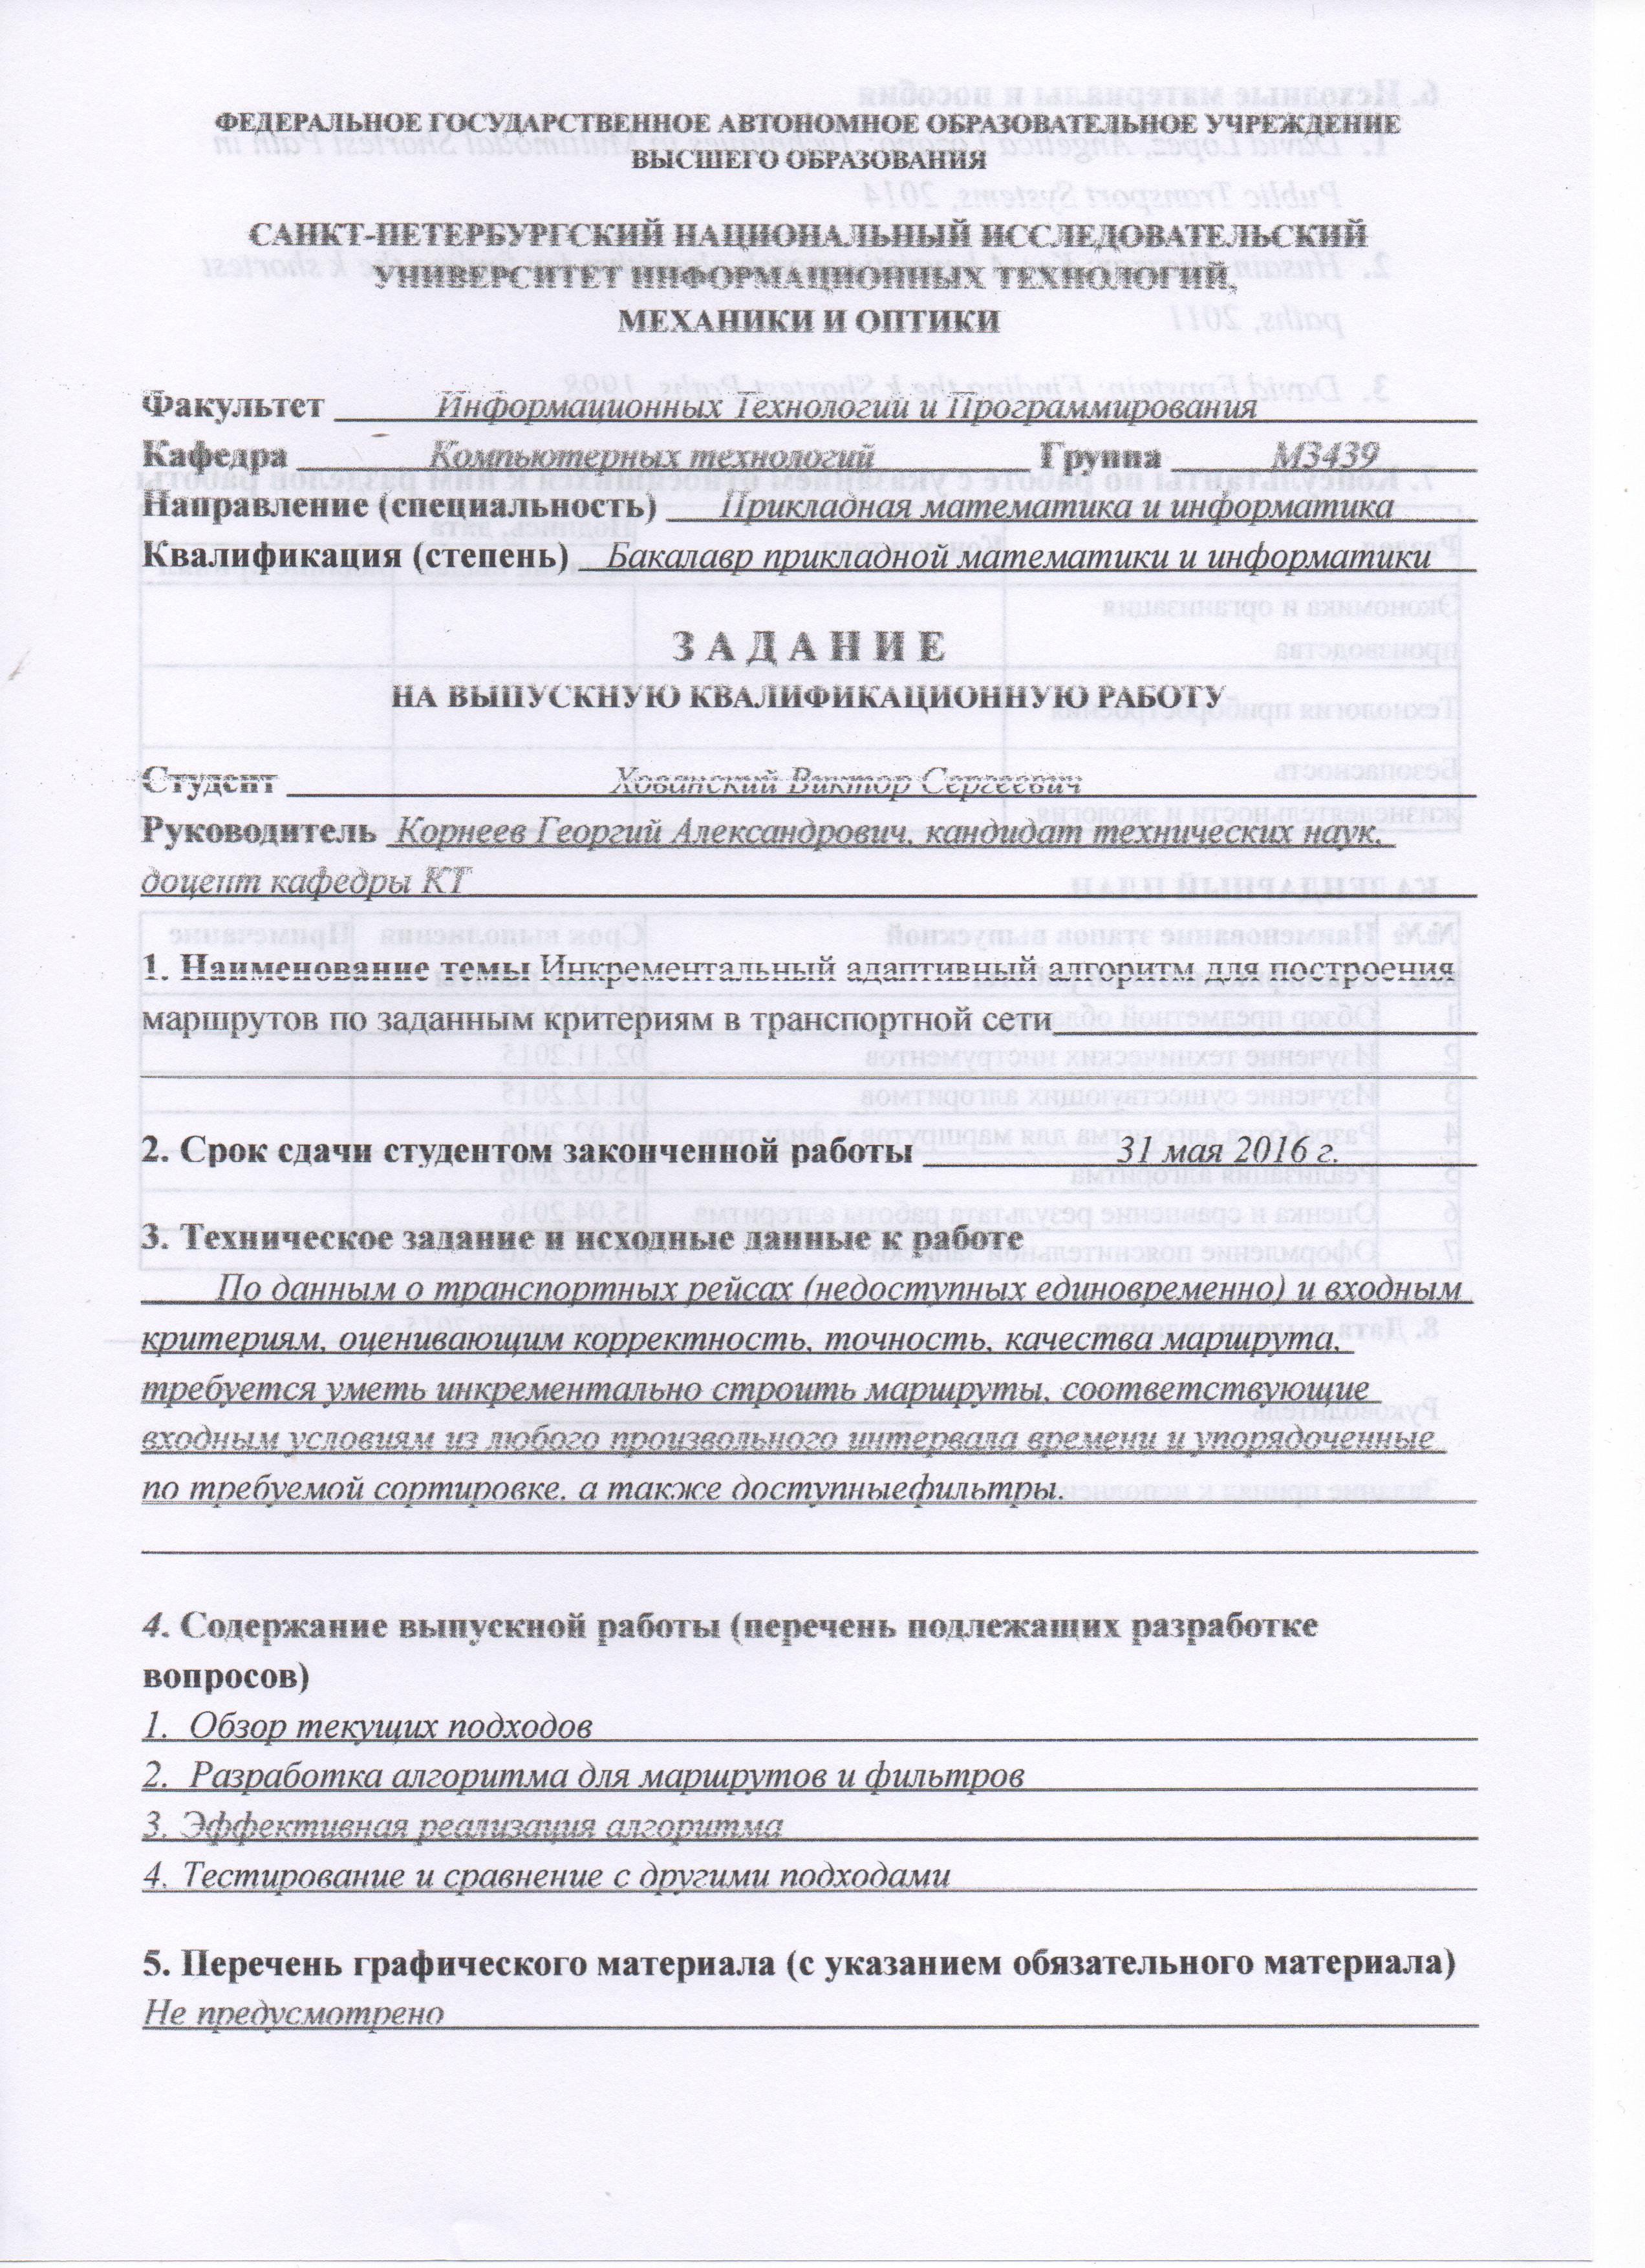 ФЕДЕРАЛЬНОЕ ГОСУДАРСТВЕННОЕ АВТОНОМНОЕ ОБРАЗОВАТЕЛЬНОЕ УЧРЕЖДЕНИЕ
ВЫСШЕГО ОБРАЗОВАНИЯ
САНКТ-ПЕТЕРБУРГСКИЙ НАЦИОНАЛЬНЫЙ ИССЛЕДОВАТЕЛЬСКИЙ
УНИВЕРСИТЕТ ИНФОРМАЦИОННЫХ ТЕХНОЛОГИЙ,
МЕХАНИКИ И ОПТИКИ
Факультет Информационных Технологий и Программирования
Кафедра Компьютерных технологий Группа М3439
Направление (специальность) Прикладная математика и информатика
Квалификация (степень) Бакалавр прикладной математики и информатики
З А Д А Н И Е
НА ВЫПУСКНУЮ КВАЛИФИКАЦИОННУЮ РАБОТУ
Студент Хованский Виктор Сергеевич
Руководитель Корнеев Георгий Александрович, кандидат технических наук,
доцент кафедры КТ
1. Наименование темы Инкрементальный адаптивный алгоритм для построения
маршрутов по заданным критериям в транспортной сети
2. Срок сдачи студентом законченной работы 31 мая 2016 г.
3. Техническое задание и исходные данные к работе
По данным о транспортных рейсах (недоступных единовременно) и входным
критериям, оценивающим корректность, точность, качества маршрута,
требуется уметь инкрементально строить маршруты, соответствующие
входным условиям из любого произвольного интервала времени и упорядоченные
по требуемой сортировке, а также доступныефильтры.
4. Содержание выпускной работы (перечень подлежащих разработке
вопросов)
1. Обзор текущих подходов
2. Разработка алгоритма для маршрутов и фильтров
3. Эффективная реализация алгоритма
4. Тестирование и сравнение с другими подходами
5. Перечень графического материала (с указанием обязательного материала)
Не предусмотрено